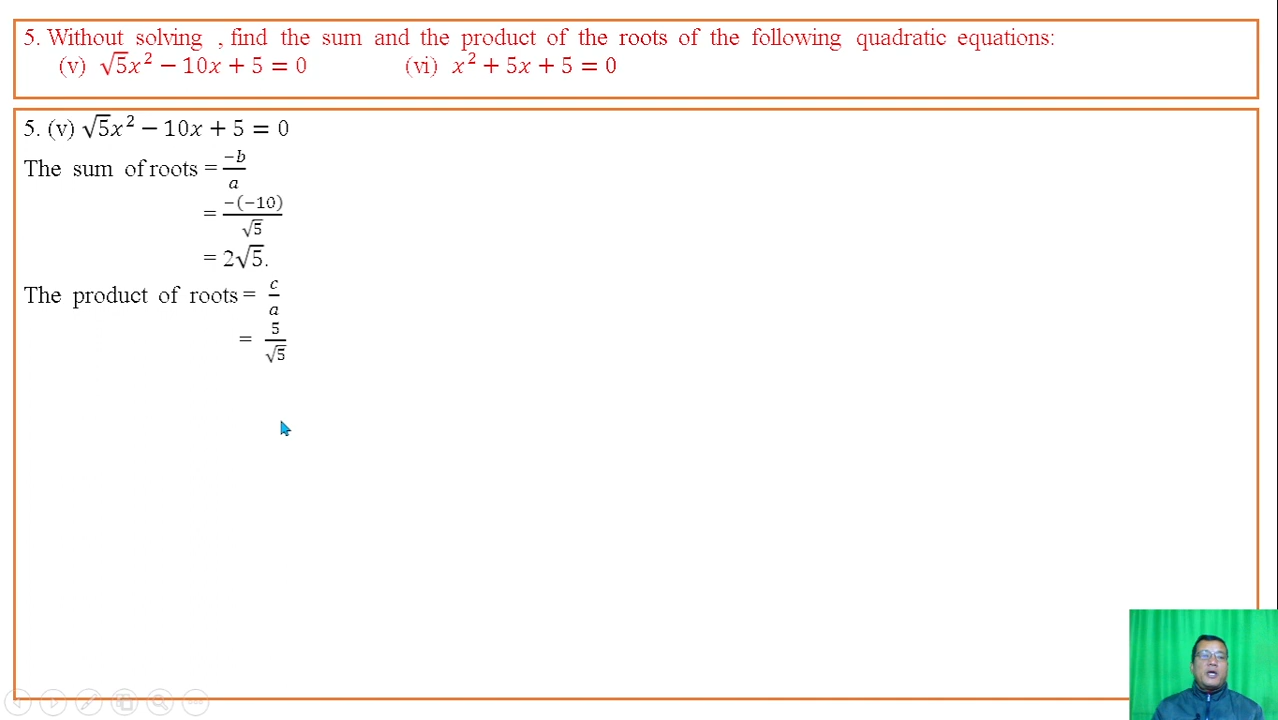 5. Without solving , find the sum and the product of the roots of the following quadratic equations:
(v) √5x² − 10x + 5 = 0 (vi) x² + 5x + 5 = 0
5. (v) √5x² − 10x + 5 = 0
The sum of roots = −b/a
= −(−10)/√5
= 2√5.
The product of roots = c/a
= 5/√5